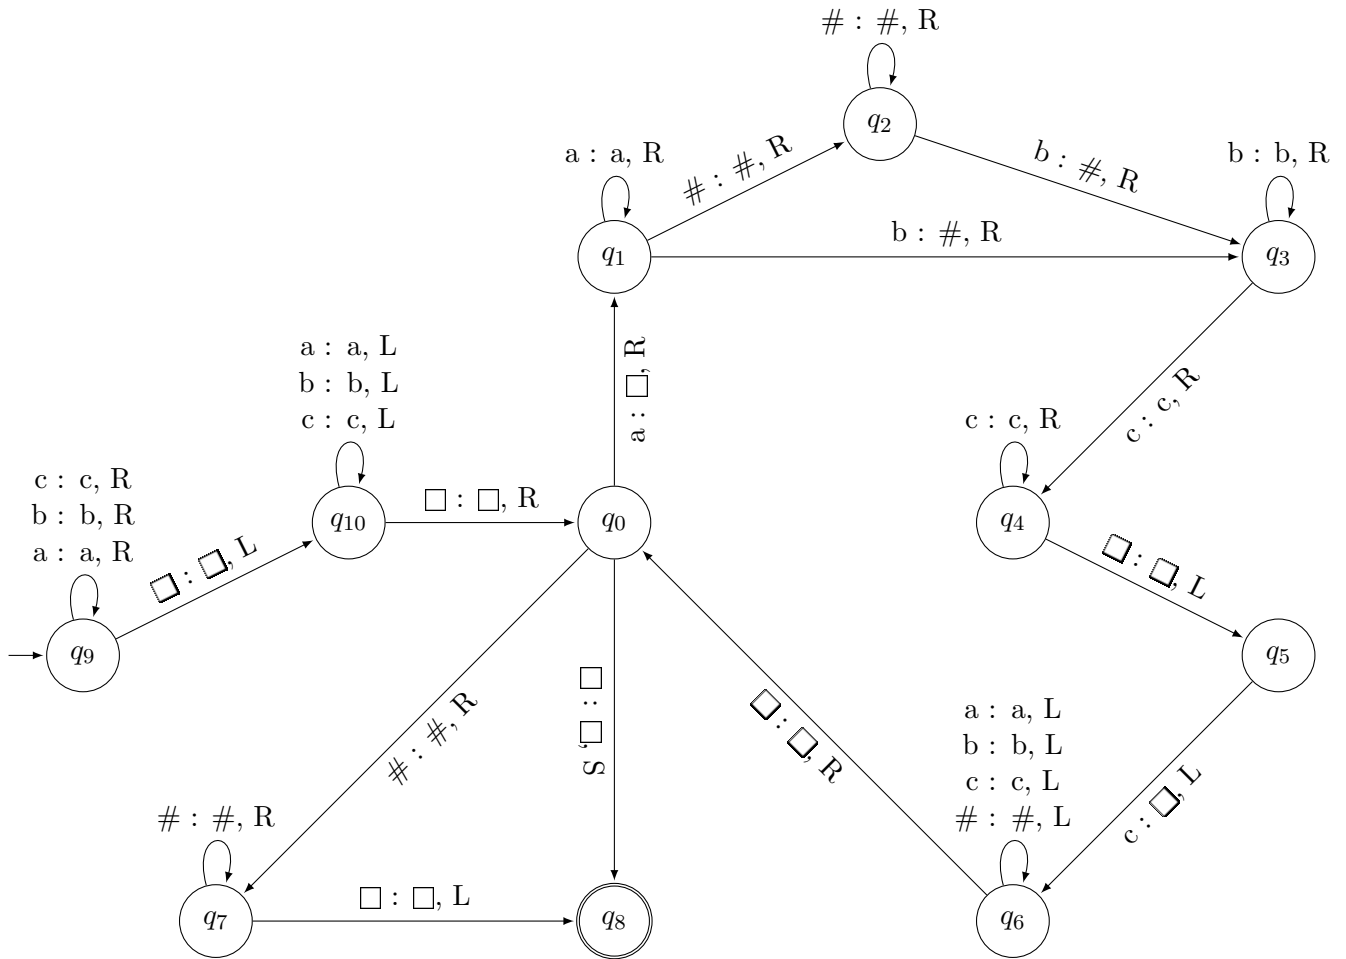 # : #, R
q2
a : a, R
# : #, R
b : #, R
b : b, R
q1
b : #, R
q3
a : a, L
b : b, L
c : c, L
a : □, R
c : c, R
c : c, R
c : c, R
b : b, R
a : a, R
q10
□ : □, R
q0
q4
□ : □, L
□ : □, L
q9
q5
□ : □, S
# : #, R
□ : □, R
a : a, L
b : b, L
c : c, L
# : #, L
c : □, L
# : #, R
q7
□ : □, L
q8
q6